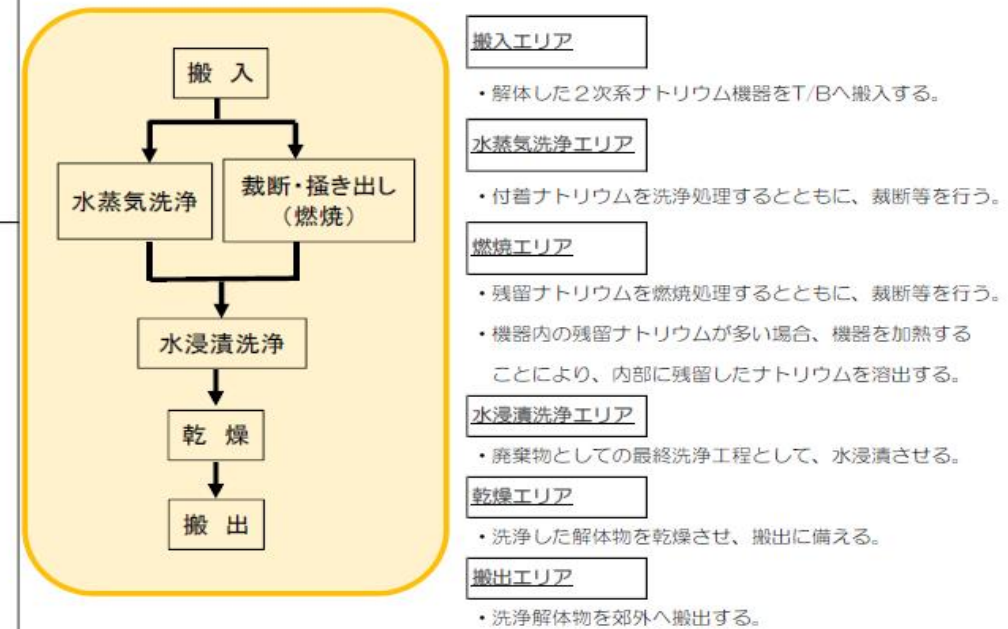 搬 入
水蒸気洗浄
裁断・掻き出し
（燃焼）
水浸漬洗浄
乾 燥
搬 出
搬入エリア
・解体した２次系ナトリウム機器をT/Bへ搬入する。
水蒸気洗浄エリア
・付着ナトリウムを洗浄処理するとともに、裁断等を行う。
燃焼エリア
・残留ナトリウムを燃焼処理するとともに、裁断等を行う。
・機器内の残留ナトリウムが多い場合、機器を加熱する
ことにより、内部に残留したナトリウムを溶出する。
水浸漬洗浄エリア
・廃棄物としての最終洗浄工程として、水浸漬させる。
乾燥エリア
・洗浄した解体物を乾燥させ、搬出に備える。
搬出エリア
・洗浄解体物を郊外へ搬出する。